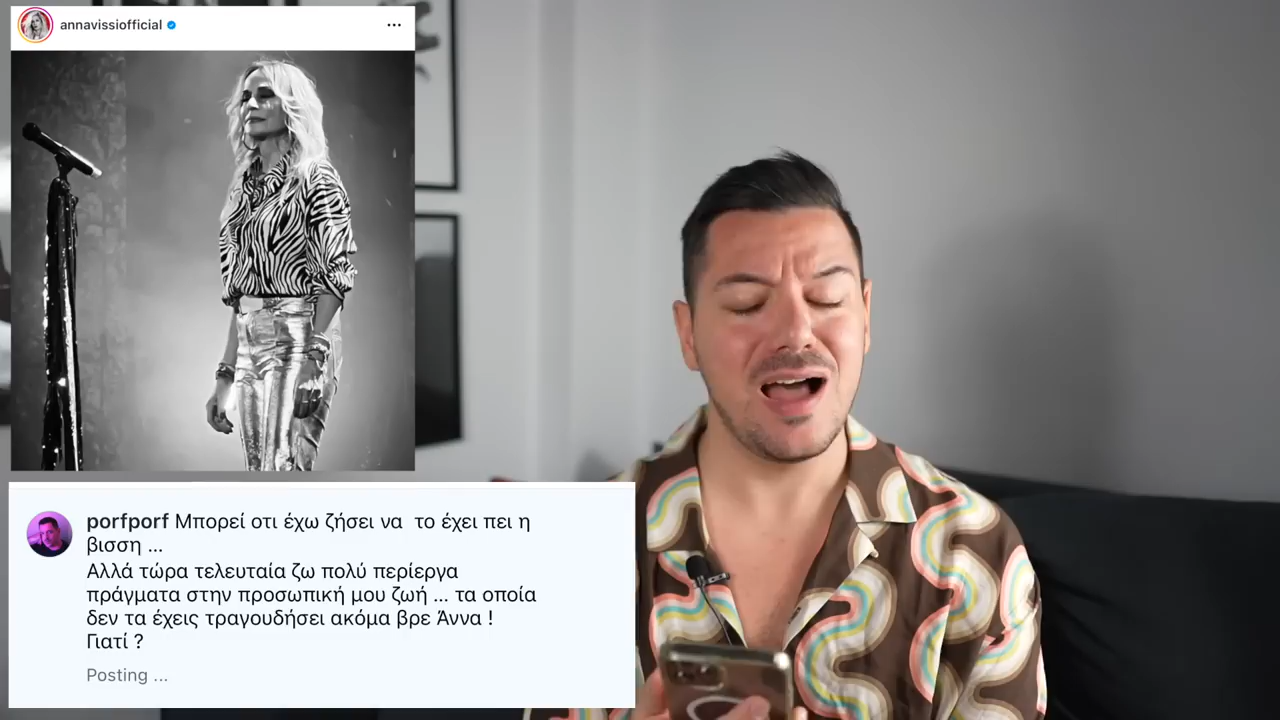 annavissiofficial
porfporf Μπορεί οτι έχω ζήσει να το έχει πει η
βισση ...
Αλλά τώρα τελευταία ζω πολύ περίεργα
πράγματα στην προσωπική μου ζωή ... τα οποία
δεν τα έχεις τραγουδήσει ακόμα βρε Άννα !
Γιατί ?
Posting ...